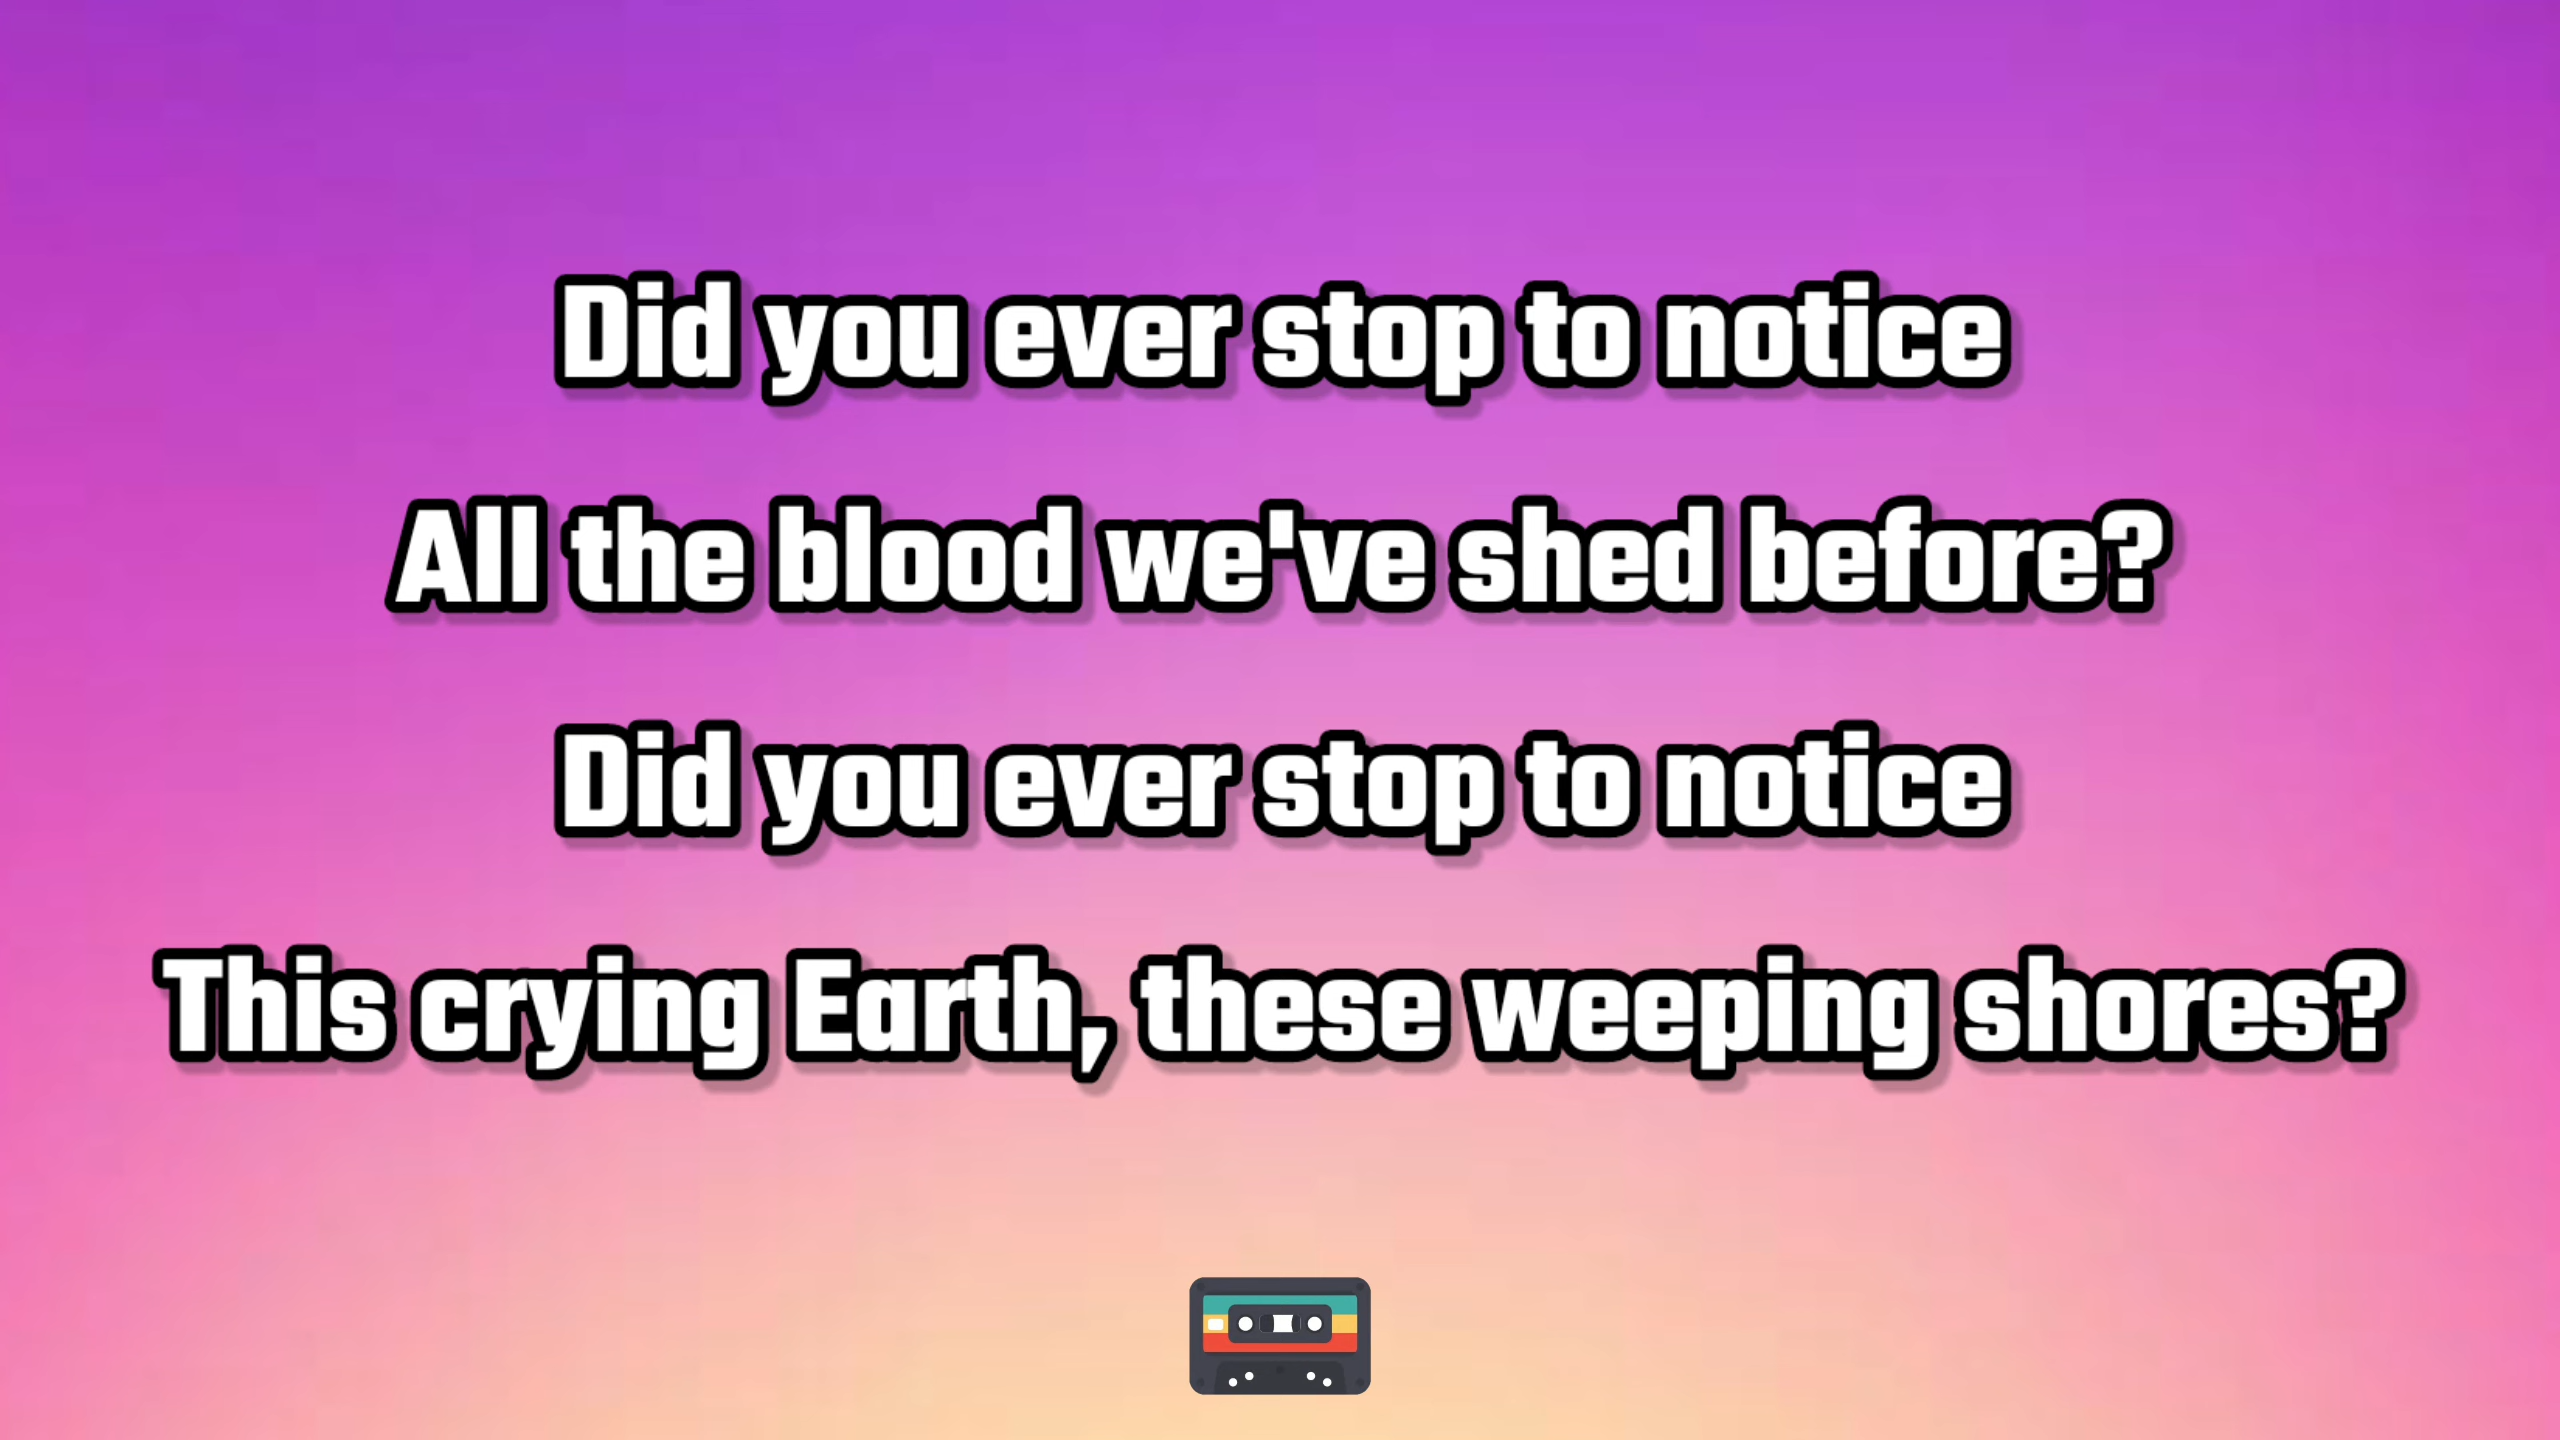 Did you ever stop to notice
All the blood we've shed before?
Did you ever stop to notice
This crying Earth, these weeping shores?